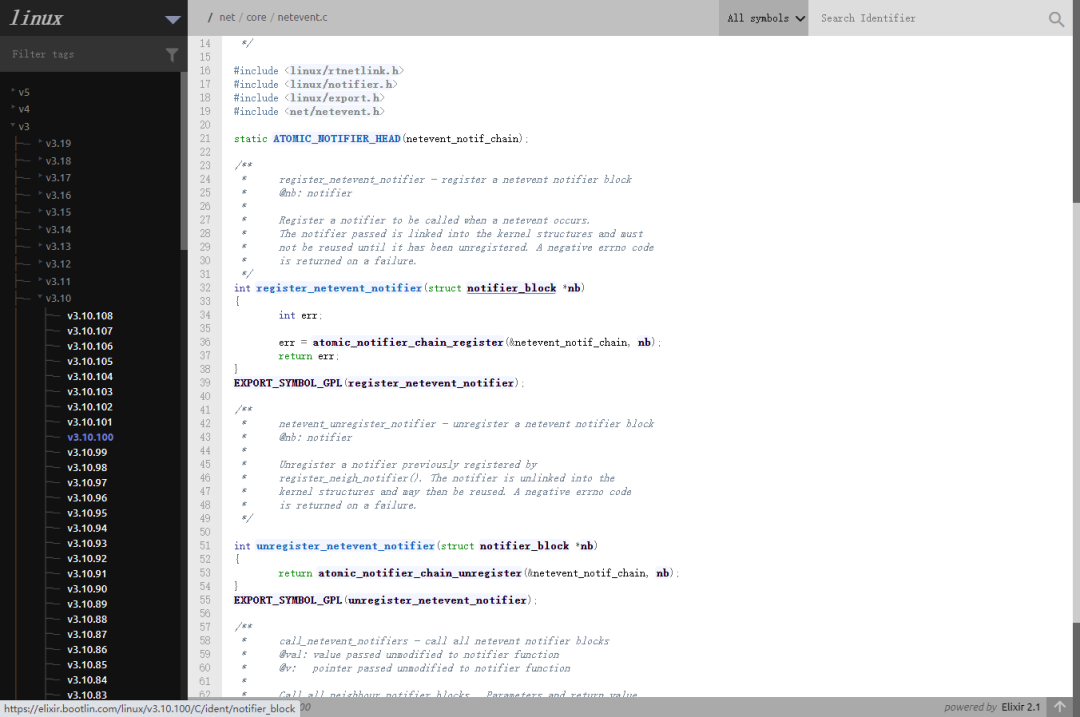 linux
/ net / core / netevent.c
All symbols
Search Identifier
Filter tags
v5
v4
v3
v3.19
v3.18
v3.17
v3.16
v3.15
v3.14
v3.13
v3.12
v3.11
v3.10
v3.10.108
v3.10.107
v3.10.106
v3.10.105
v3.10.104
v3.10.103
v3.10.102
v3.10.101
v3.10.100
v3.10.99
v3.10.98
v3.10.97
v3.10.96
v3.10.95
v3.10.94
v3.10.93
v3.10.92
v3.10.91
v3.10.90
v3.10.89
v3.10.88
v3.10.87
v3.10.86
v3.10.85
v3.10.84
v3.10.83
14 */
15
16 #include <linux/rtnetlink.h>
17 #include <linux/notifier.h>
18 #include <linux/export.h>
19 #include <net/netevent.h>
20
21 static ATOMIC_NOTIFIER_HEAD(netevent_notif_chain);
22
23 /**
24 * register_netevent_notifier - register a netevent notifier block
25 * @nb: notifier
26 *
27 * Register a notifier to be called when a netevent occurs.
28 * The notifier passed is linked into the kernel structures and must
29 * not be reused until it has been unregistered. A negative errno code
30 * is returned on a failure.
31 */
32 int register_netevent_notifier(struct notifier_block *nb)
33 {
34 int err;
35
36 err = atomic_notifier_chain_register(&netevent_notif_chain, nb);
37 return err;
38 }
39 EXPORT_SYMBOL_GPL(register_netevent_notifier);
40
41 /**
42 * netevent_unregister_notifier - unregister a netevent notifier block
43 * @nb: notifier
44 *
45 * Unregister a notifier previously registered by
46 * register_neigh_notifier(). The notifier is unlinked into the
47 * kernel structures and may then be reused. A negative errno code
48 * is returned on a failure.
49 */
50
51 int unregister_netevent_notifier(struct notifier_block *nb)
52 {
53 return atomic_notifier_chain_unregister(&netevent_notif_chain, nb);
54 }
55 EXPORT_SYMBOL_GPL(unregister_netevent_notifier);
56
57 /**
58 * call_netevent_notifiers - call all netevent notifier blocks
59 * @val: value passed unmodified to notifier function
60 * @v: pointer passed unmodified to notifier function
61 *
62 * Call all neighbour notifier blocks. Parameters and return value
https://elixir.bootlin.com/linux/v3.10.100/C/ident/notifier_block
00
powered by Elixir 2.1